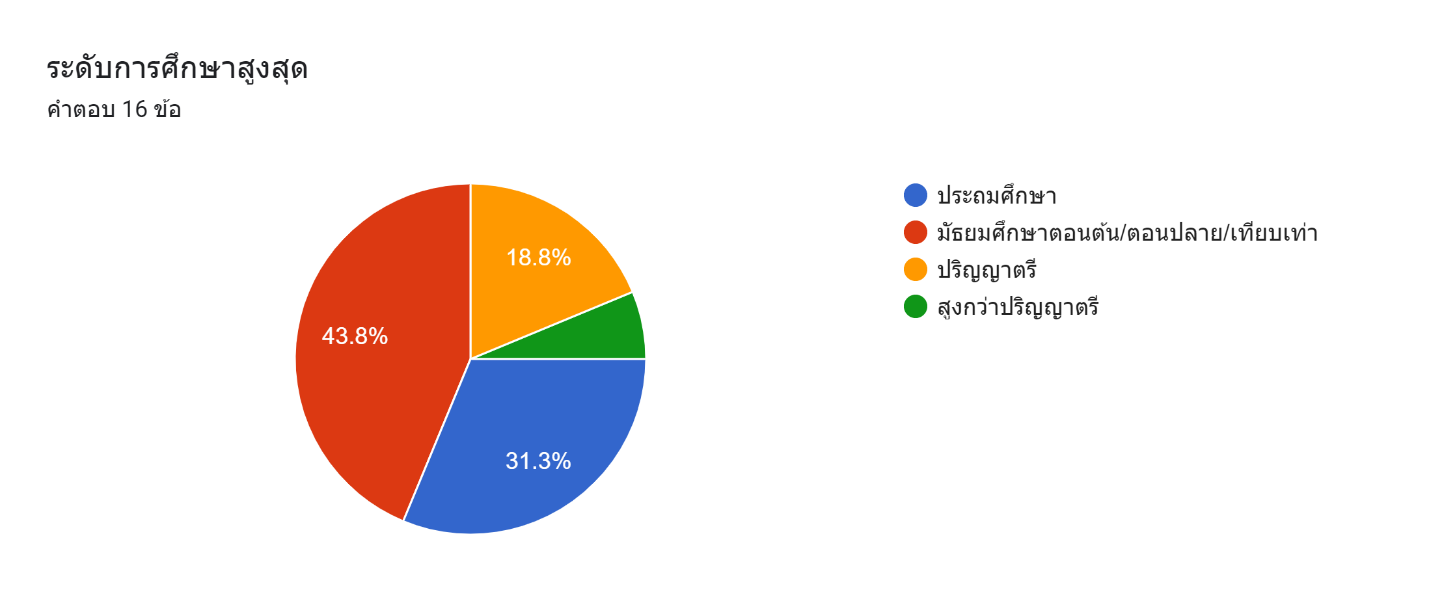 ระดับการศึกษาสูงสุด
คำตอบ 16 ข้อ
18.8%
43.8%
31.3%
ประถมศึกษา
มัธยมศึกษาตอนต้น/ตอนปลาย/เทียบเท่า
ปริญญาตรี
สูงกว่าปริญญาตรี